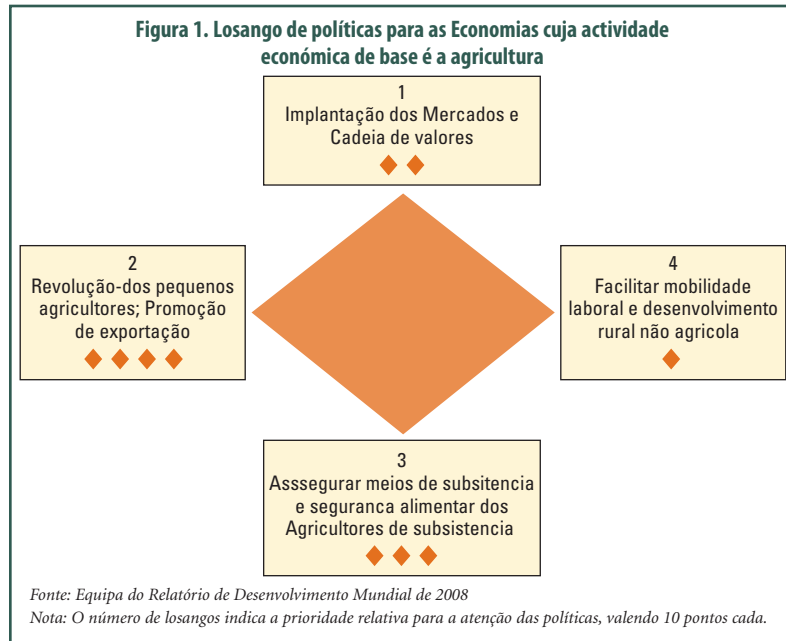 Figura 1. Losango de políticas para as Economias cuja actividade
económica de base é a agricultura
1
Implantação dos Mercados e
Cadeia de valores
2
Revolução-dos pequenos
agricultores; Promoção
de exportação
4
Facilitar mobilidade
laboral e desenvolvimento
rural não agricola
3
Asssegurar meios de subsitencia
e seguranca alimentar dos
Agricultores de subsistencia
Fonte: Equipa do Relatório de Desenvolvimento Mundial de 2008
Nota: O número de losangos indica a prioridade relativa para a atenção das políticas, valendo 10 pontos cada.